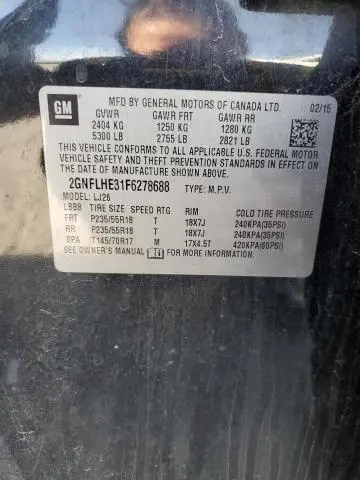 GM
MFD BY GENERAL MOTORS OF CANADA LTD. 02/15
GVWR GAWR FRT GAWR RR
2404 KG 1250 KG 1280 KG
5300 LB 2755 LB 2821 LB
THIS VEHICLE CONFORMS TO ALL APPLICABLE U.S. FEDERAL MOTOR
VEHICLE SAFETY AND THEFT PREVENTION STANDARDS IN EFFECT ON
THE DATE OF MANUFACTURE SHOWN ABOVE.
2GNFLHE31F6278688 TYPE: M.P.V.
MODEL: LJ26
LBBB TIRE SIZE SPEED RTG RIM COLD TIRE PRESSURE
FRT P235/55R18 T 18X7J 240KPA(35PSI)
RR P235/55R18 T 18X7J 240KPA(35PSI)
SPA T145/70R17 M 17X4.5T 420KPA(60PSI)
SEE OWNER'S MANUAL FOR MORE INFORMATION.